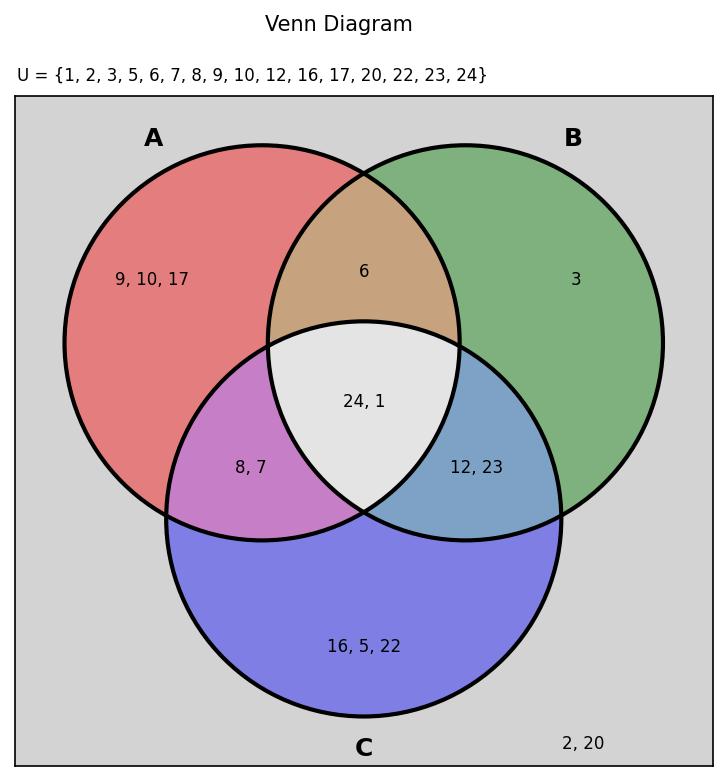 Venn Diagram
U = {1, 2, 3, 5, 6, 7, 8, 9, 10, 12, 16, 17, 20, 22, 23, 24}
A
B
9, 10, 17
6
3
24, 1
8, 7
12, 23
16, 5, 22
C
2, 20